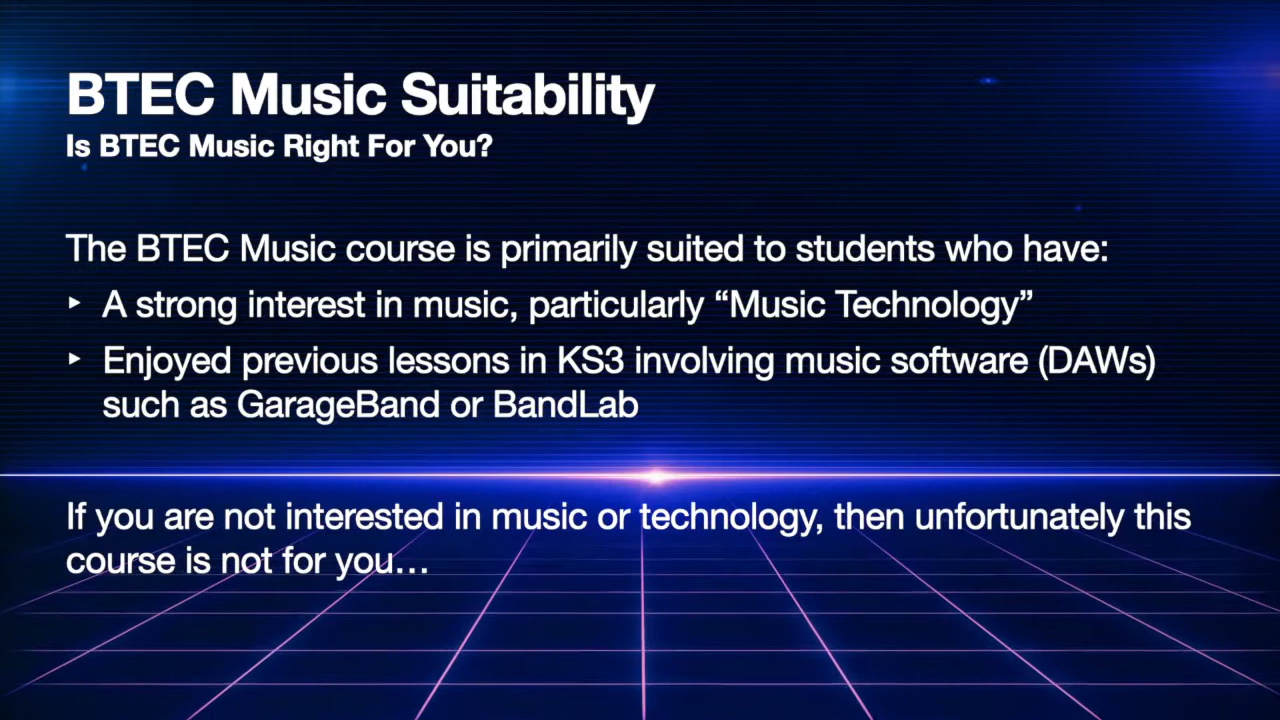 BTEC Music Suitability
Is BTEC Music Right For You?
The BTEC Music course is primarily suited to students who have:
‣ A strong interest in music, particularly “Music Technology”
‣ Enjoyed previous lessons in KS3 involving music software (DAWs)
such as GarageBand or BandLab
If you are not interested in music or technology, then unfortunately this
course is not for you…